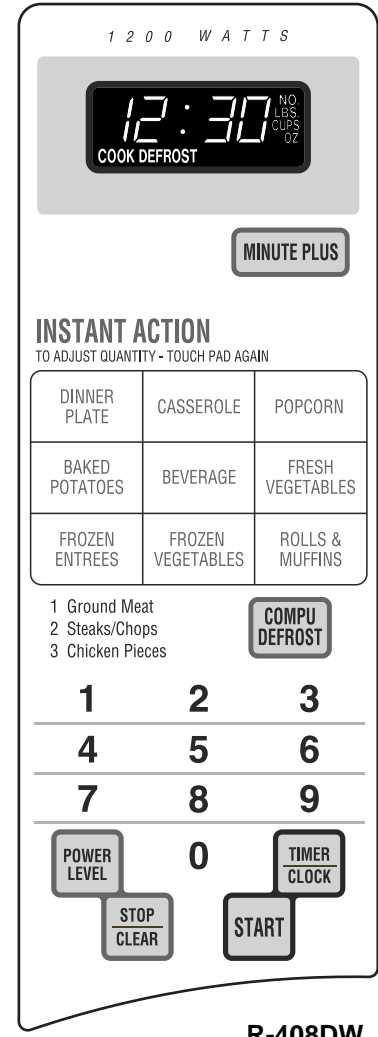 1200 WATTS
12:30
NO.
LBS.
CUPS
OZ
COOK DEFROST
MINUTE PLUS
INSTANT ACTION
TO ADJUST QUANTITY - TOUCH PAD AGAIN
DINNER
PLATE
CASSEROLE
POPCORN
BAKED
POTATOES
BEVERAGE
FRESH
VEGETABLES
FROZEN
ENTREES
FROZEN
VEGETABLES
ROLLS &
MUFFINS
1 Ground Meat
2 Steaks/Chops
3 Chicken Pieces
COMPU
DEFROST
1 2 3
4 5 6
7 8 9
POWER
LEVEL
0
TIMER
CLOCK
STOP
CLEAR
START
R-408DW